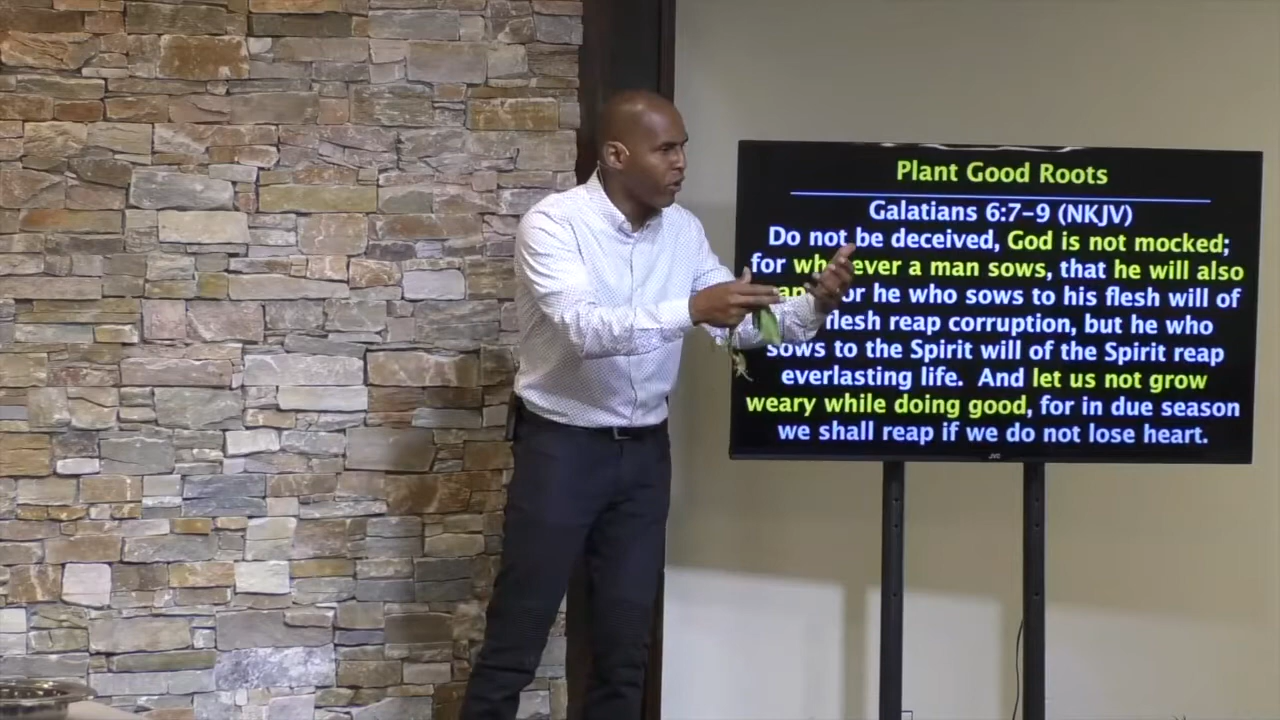 Plant Good Roots
Galatians 6:7-9 (NKJV)
Do not be deceived, God is not mocked;
for ever a man sows, that he will also
or he who sows to his flesh will of
flesh reap corruption, but he who
sows to the Spirit will of the Spirit reap
everlasting life. And let us not grow
weary while doing good, for in due season
we shall reap if we do not lose heart.
JVC